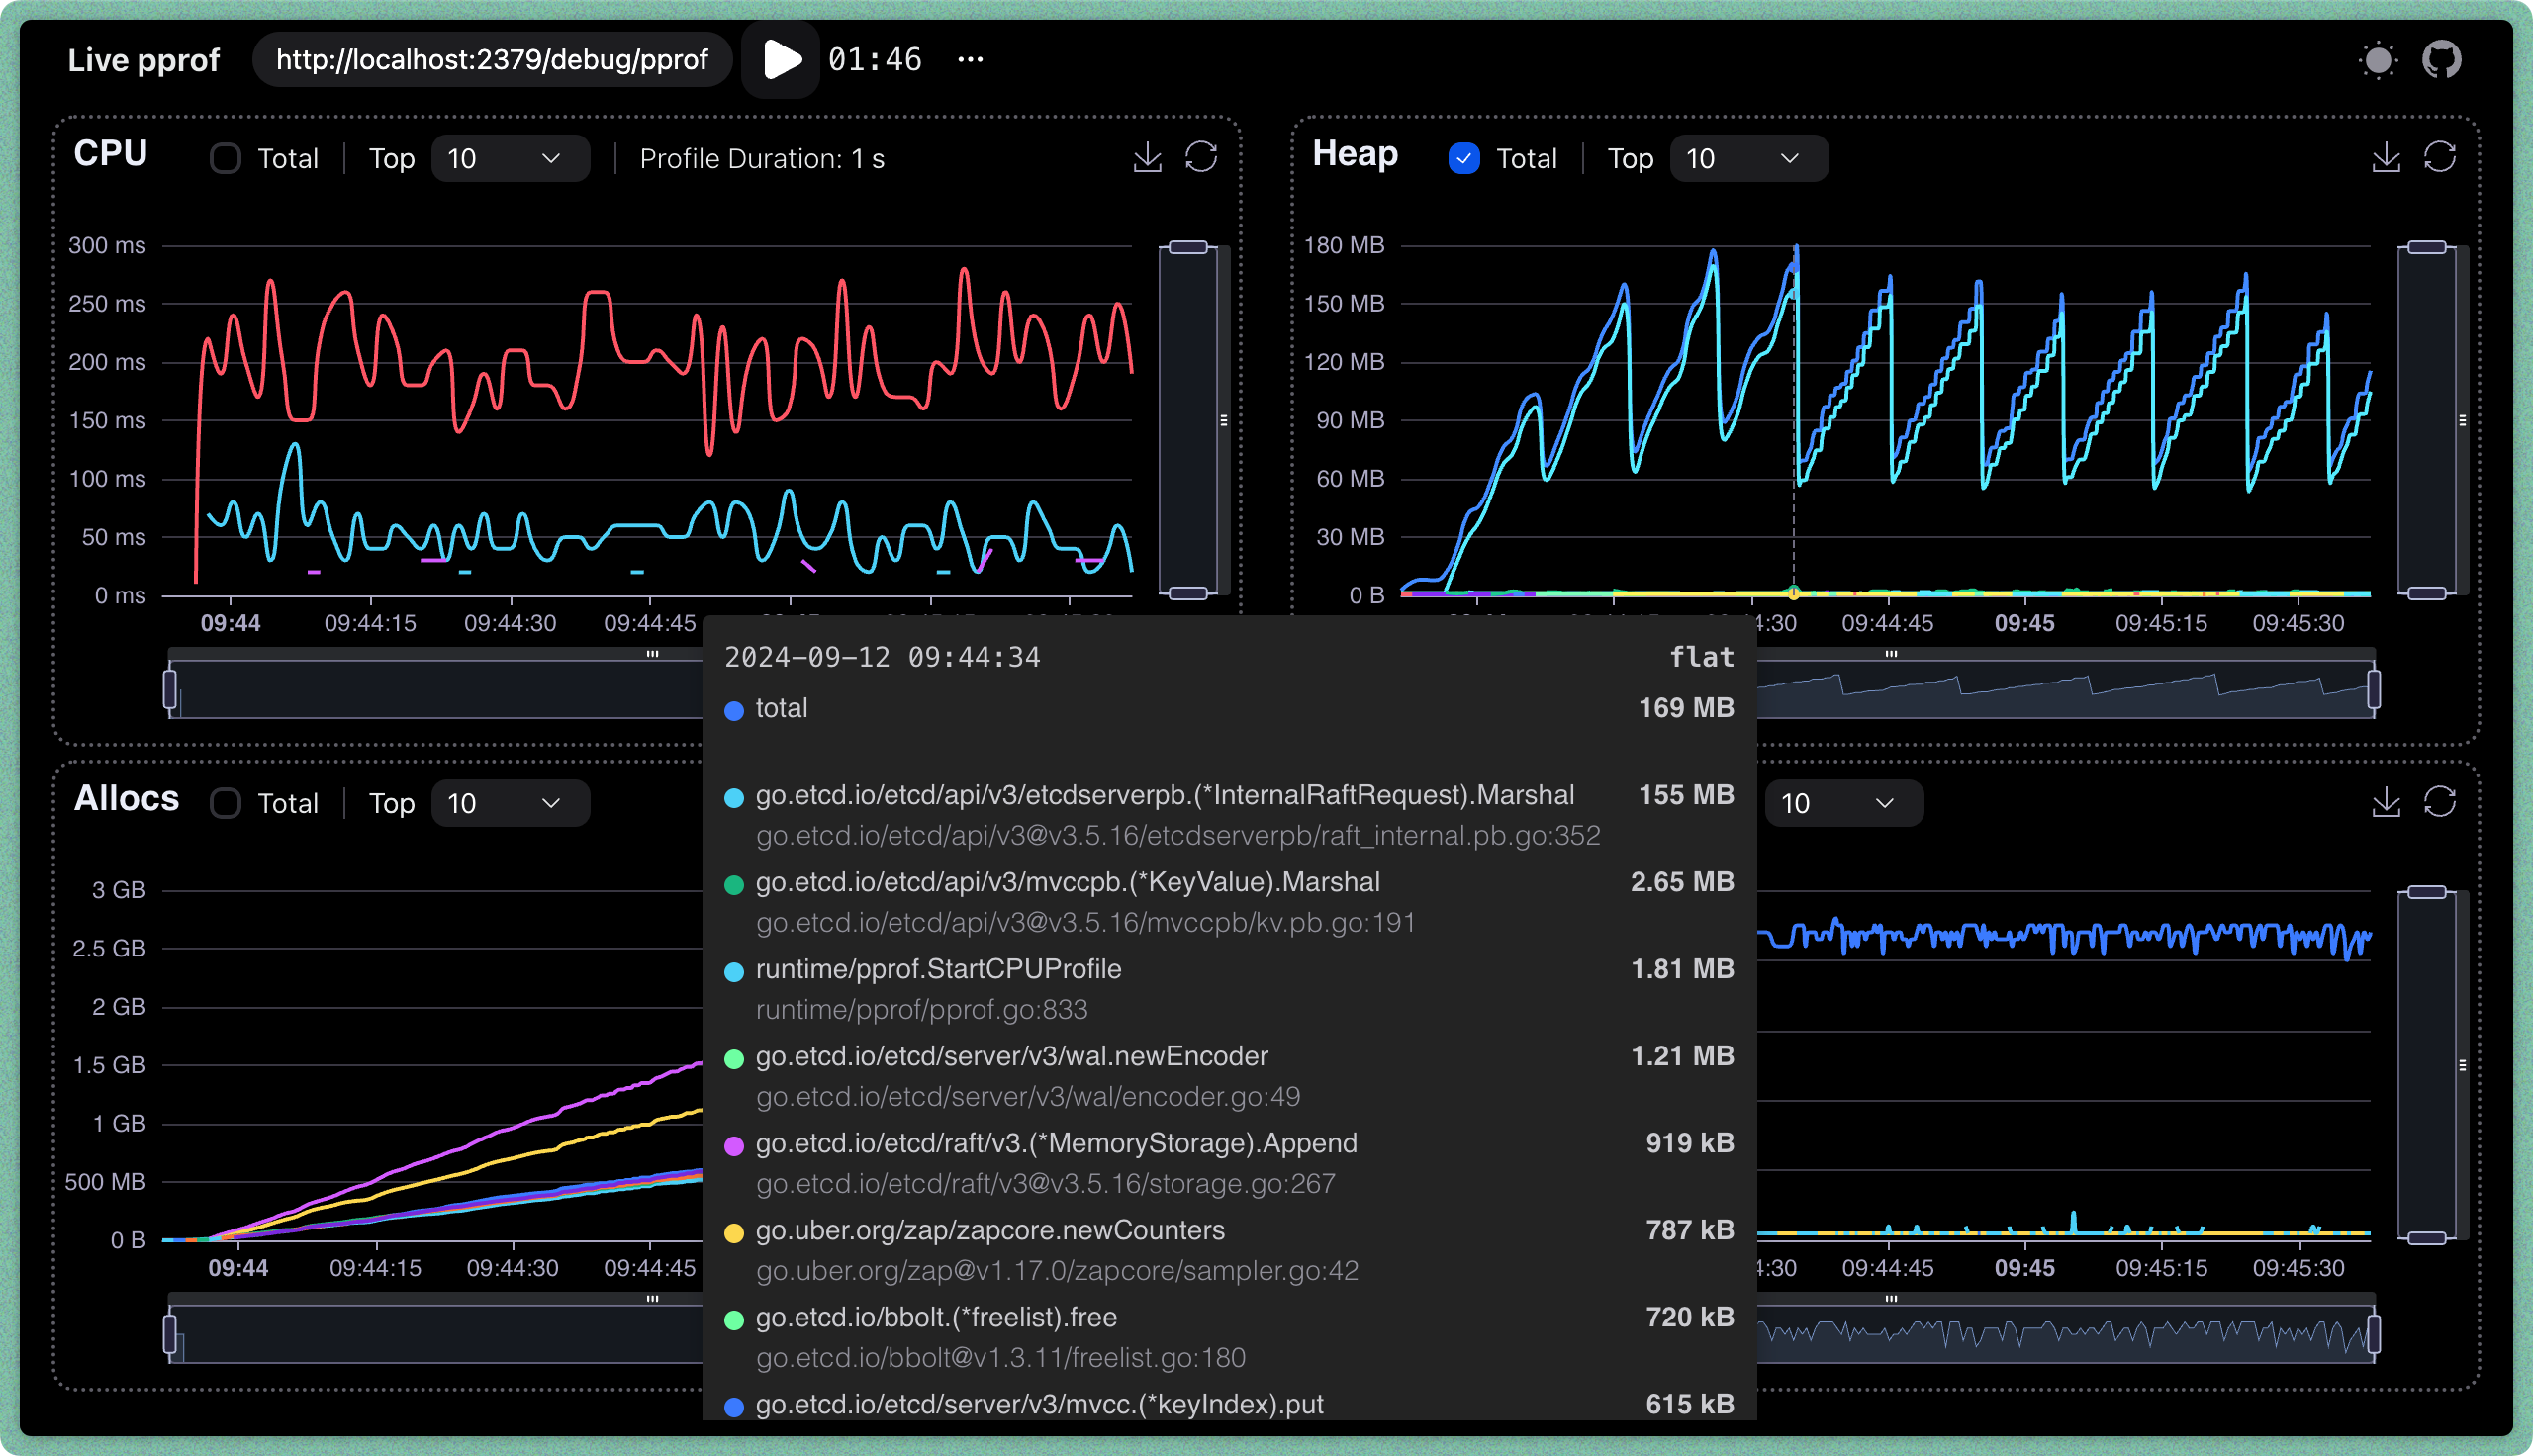 Live pprof http://localhost:2379/debug/pprof 01:46 ...
CPU Total Top 10 Profile Duration: 1 s
300 ms
250 ms
200 ms
150 ms
100 ms
50 ms
0 ms
09:44 09:44:15 09:44:30 09:44:45
Heap Total Top 10
180 MB
150 MB
120 MB
90 MB
60 MB
30 MB
0 B
4:30 09:44:45 09:45 09:45:15 09:45:30
2024-09-12 09:44:34 flat
total 169 MB
go.etcd.io/etcd/api/v3/etcdserverpb.(*InternalRaftRequest).Marshal 155 MB
go.etcd.io/etcd/api/v3@v3.5.16/etcdserverpb/raft_internal.pb.go:352
go.etcd.io/etcd/api/v3/mvccpb.(*KeyValue).Marshal 2.65 MB
go.etcd.io/etcd/api/v3@v3.5.16/mvccpb/kv.pb.go:191
runtime/pprof.StartCPUProfile 1.81 MB
runtime/pprof/pprof.go:833
go.etcd.io/etcd/server/v3/wal.newEncoder 1.21 MB
go.etcd.io/etcd/server/v3/wal/encoder.go:49
go.etcd.io/etcd/raft/v3.(*MemoryStorage).Append 919 kB
go.etcd.io/etcd/raft/v3@v3.5.16/storage.go:267
go.uber.org/zap/zapcore.newCounters 787 kB
go.uber.org/zap@v1.17.0/zapcore/sampler.go:42
go.etcd.io/bbolt.(*freelist).free 720 kB
go.etcd.io/bbolt@v1.3.11/freelist.go:180
go.etcd.io/etcd/server/v3/mvcc.(*keyIndex).put 615 kB
Allocs Total Top 10
3 GB
2.5 GB
2 GB
1.5 GB
1 GB
500 MB
0 B
09:44 09:44:15 09:44:30 09:44:45
10
4:30 09:44:45 09:45 09:45:15 09:45:30